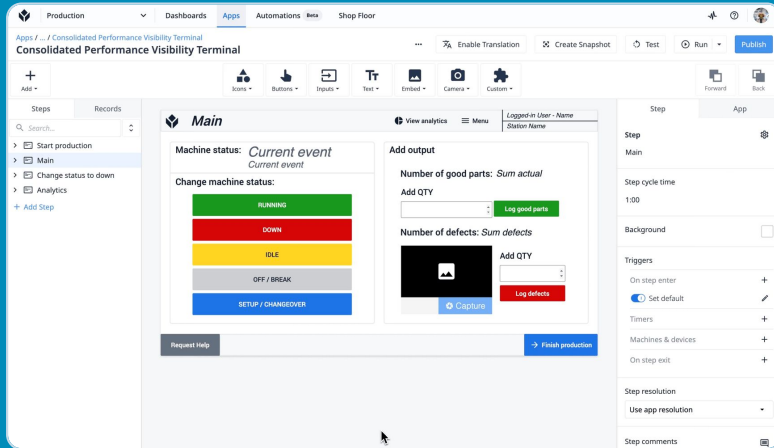 Production
Dashboards
Apps
Automations Beta
Shop Floor
Apps / ... / Consolidated Performance Visibility Terminal
Consolidated Performance Visibility Terminal
Enable Translation
Create Snapshot
Test
Run
Publish
Add
Icons
Buttons
Inputs
Text
Embed
Camera
Custom
Forward
Back
Steps
Records
Search...
Start production
Main
Change status to down
Analytics
+ Add Step
Main
View analytics
Menu
Logged-in User - Name
Station Name
Machine status:
Current event
Current event
Change machine status:
RUNNING
DOWN
IDLE
OFF / BREAK
SETUP / CHANGEOVER
Add output
Number of good parts: Sum actual
Add QTY
Log good parts
Number of defects: Sum defects
Capture
Add QTY
Log defects
Request Help
Finish production
Step
App
Step
Main
Step cycle time
1:00
Background
Triggers
On step enter
Set default
Timers
Machines & devices
On step exit
Step resolution
Use app resolution
Step comments